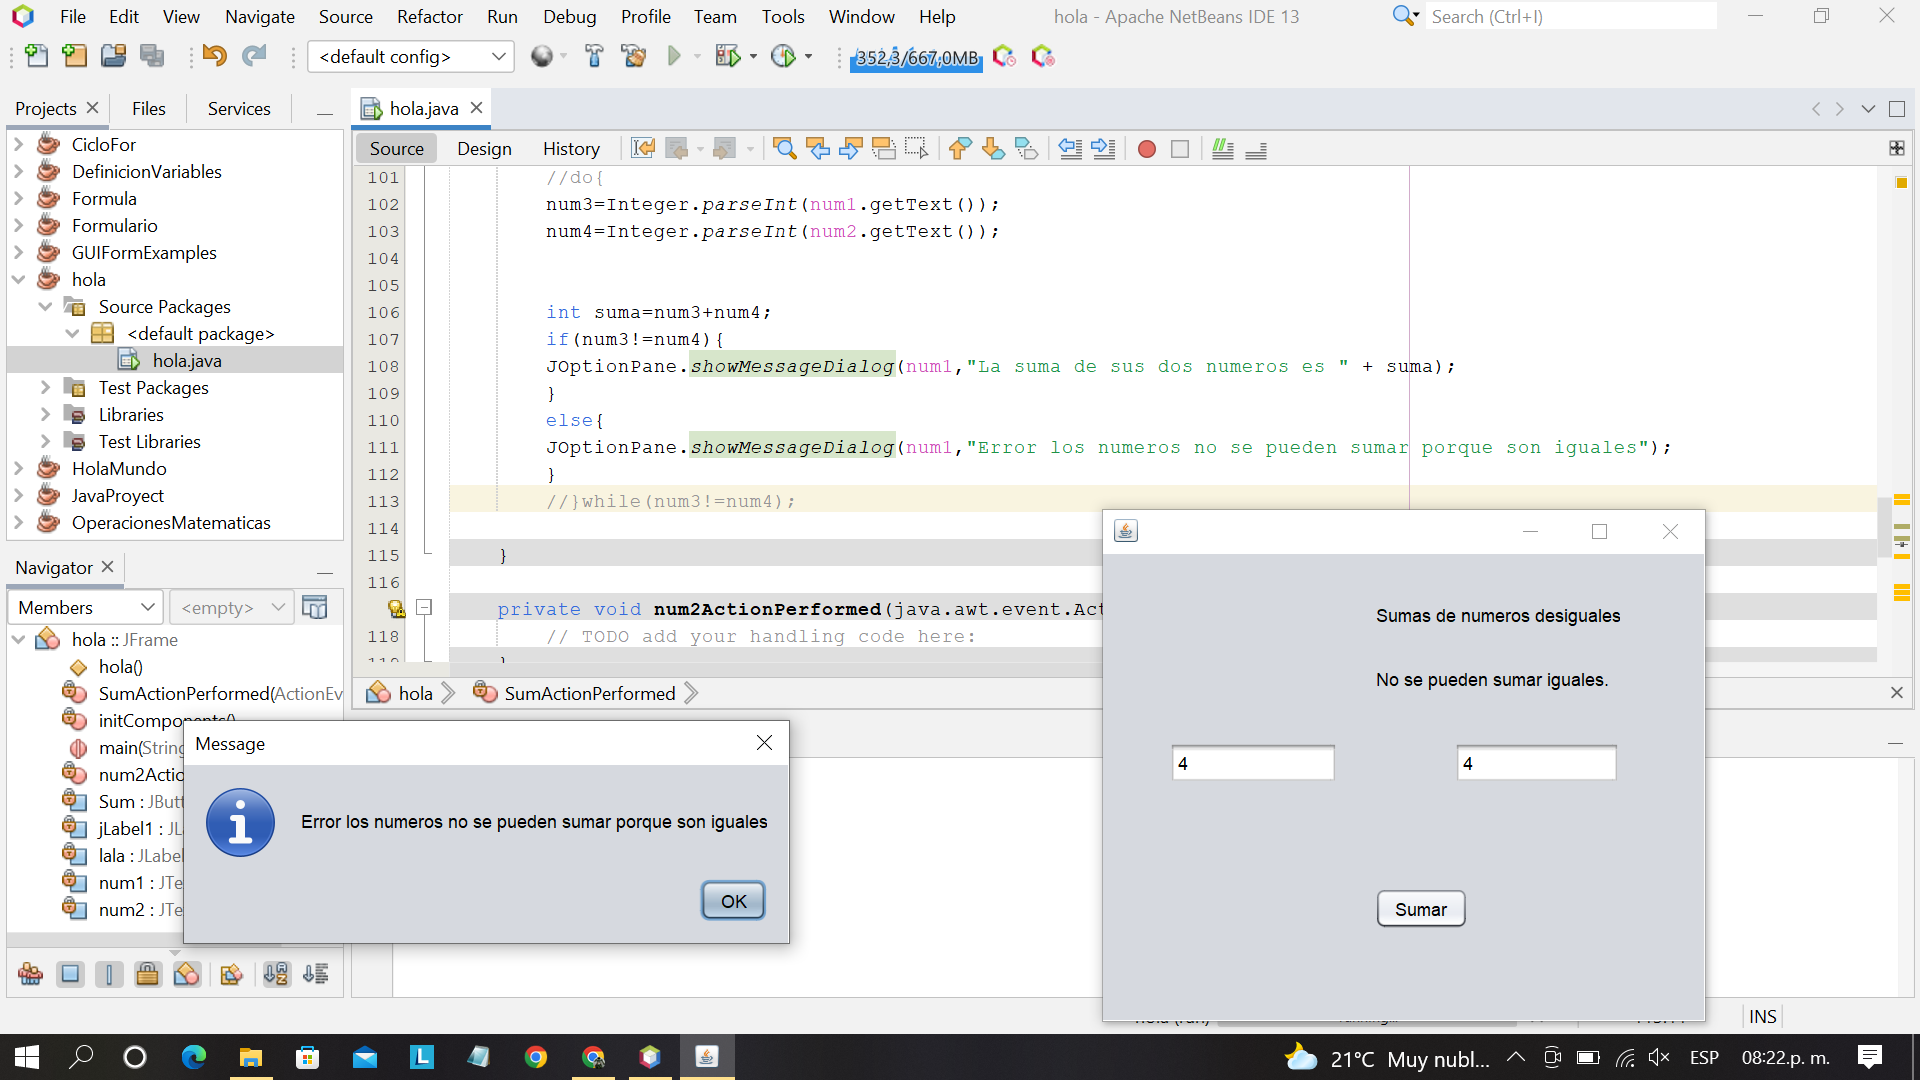 File Edit View Navigate Source Refactor Run Debug Profile Team Tools Window Help hola - Apache NetBeans IDE 13 Search (Ctrl+I)
<default config> 352,3/667,0MB
Projects Files Services
hola.java
CicloFor
DefinicionVariables
Formula
Formulario
GUIFormExamples
hola
Source Packages
<default package>
hola.java
Test Packages
Libraries
Test Libraries
HolaMundo
JavaProyect
OperacionesMatematicas
Source Design History
101 //do{
102 num3=Integer.parseInt(num1.getText());
103 num4=Integer.parseInt(num2.getText());
104
105
106 int suma=num3+num4;
107 if(num3!=num4){
108 JOptionPane.showMessageDialog(num1,"La suma de sus dos numeros es " + suma);
109 }
110 else{
111 JOptionPane.showMessageDialog(num1,"Error los numeros no se pueden sumar porque son iguales");
112 }
113 //}while(num3!=num4);
114
115 }
116
private void num2ActionPerformed(java.awt.event.Act
118 // TODO add your handling code here:
119 }
hola SumActionPerformed
Navigator
Members <empty>
hola :: JFrame
hola()
SumActionPerformed(ActionEv
initComponents()
main(String
num2Actio
Sum : JButt
jLabel1 : JLa
lala : JLabel
num1 : JTe
num2 : JTe
Message
Error los numeros no se pueden sumar porque son iguales
OK
Sumas de numeros desiguales
No se pueden sumar iguales.
4 4
Sumar
hola (run) running... INS
21°C Muy nubl... ESP 08:22 p. m.